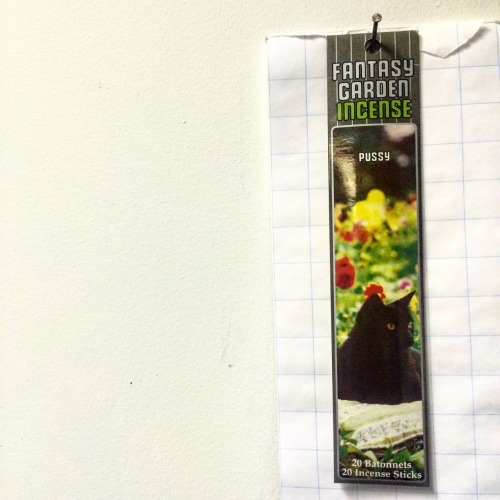 FANTASY
GARDEN
INCENSE
PUSSY
20 Batonnets
20 Incense Sticks